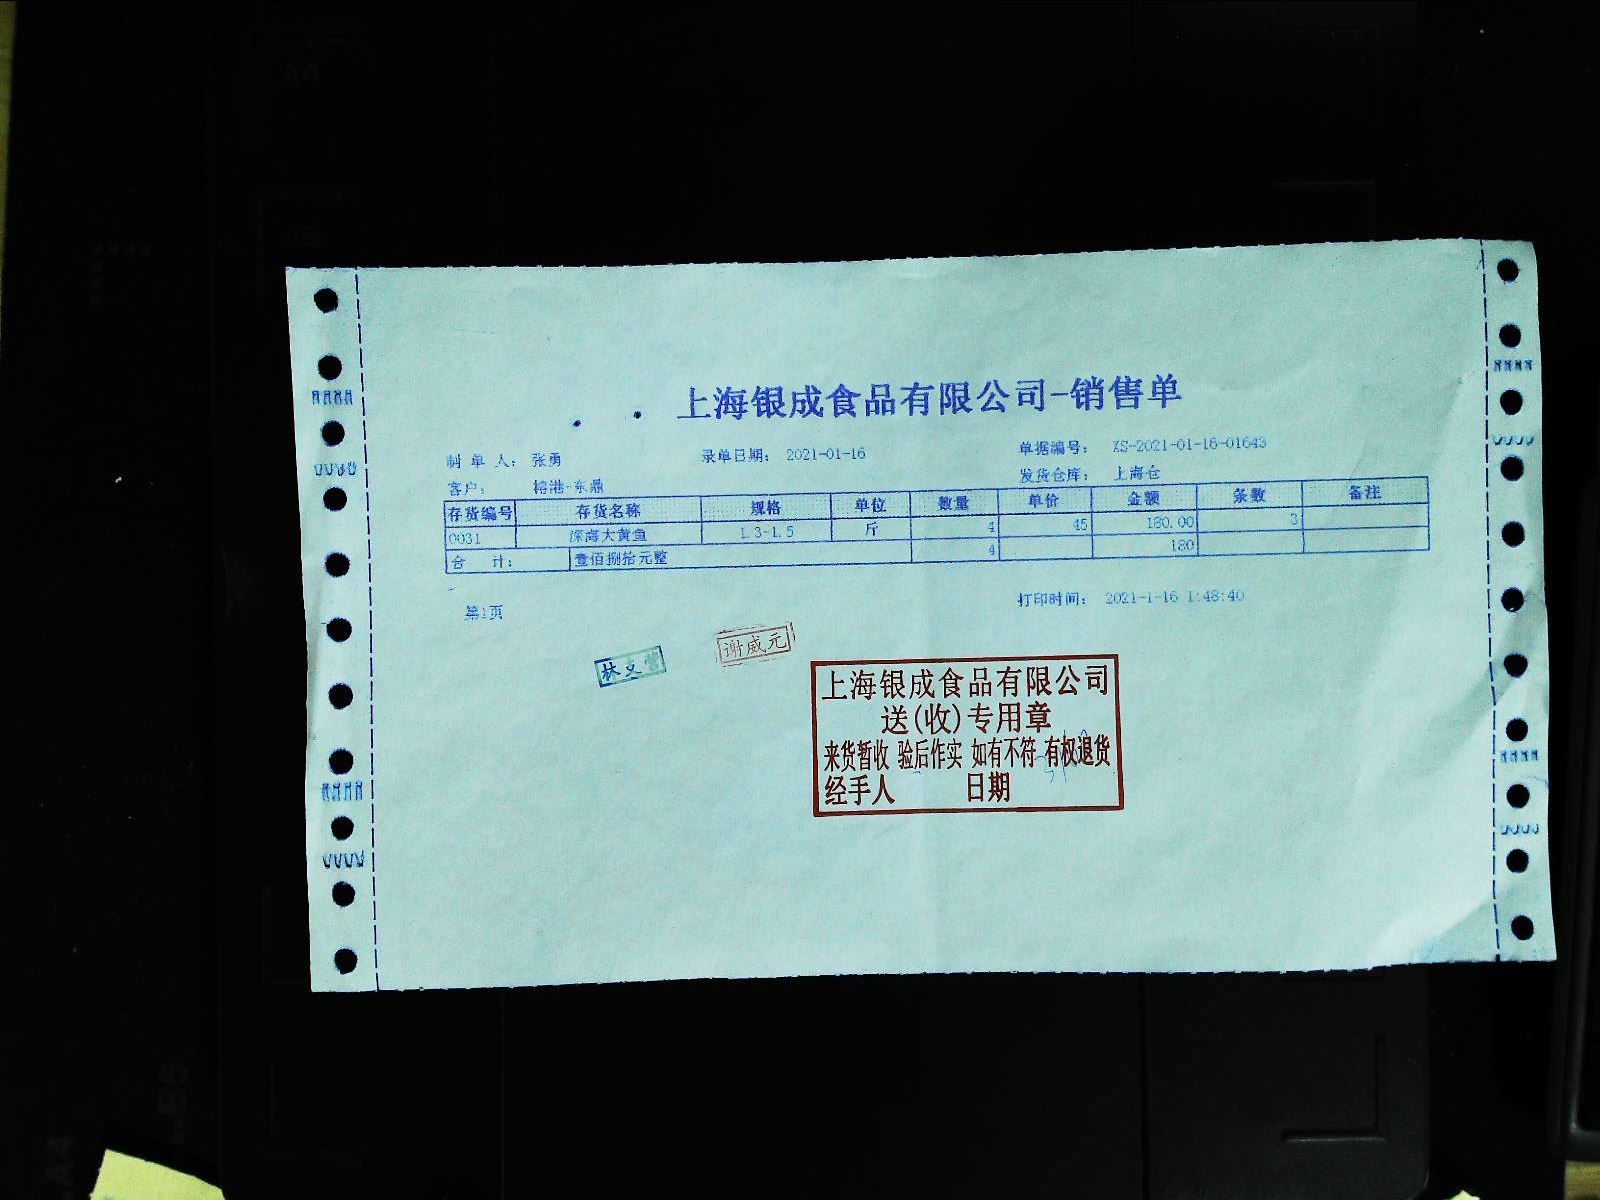 上海银成食品有限公司-销售单
制 单 人： 张勇 录单日期： 2021-01-16 单据编号： XS-2021-01-16-01643
客户： 榕港-东鼎 发货仓库： 上海仓
存货编号 存货名称 规格 单位 数量 单价 金额 条数 备注
0031 深海大黄鱼 1.3-1.5 斤 4 45 180.00 3
合 计： 壹佰捌拾元整 4 180
第1页 打印时间： 2021-1-16 1:48:40
谢威元
上海银成食品有限公司
送(收)专用章
来货暂收 验后作实 如有不符 有权退货
经手人 日期
A4
B5